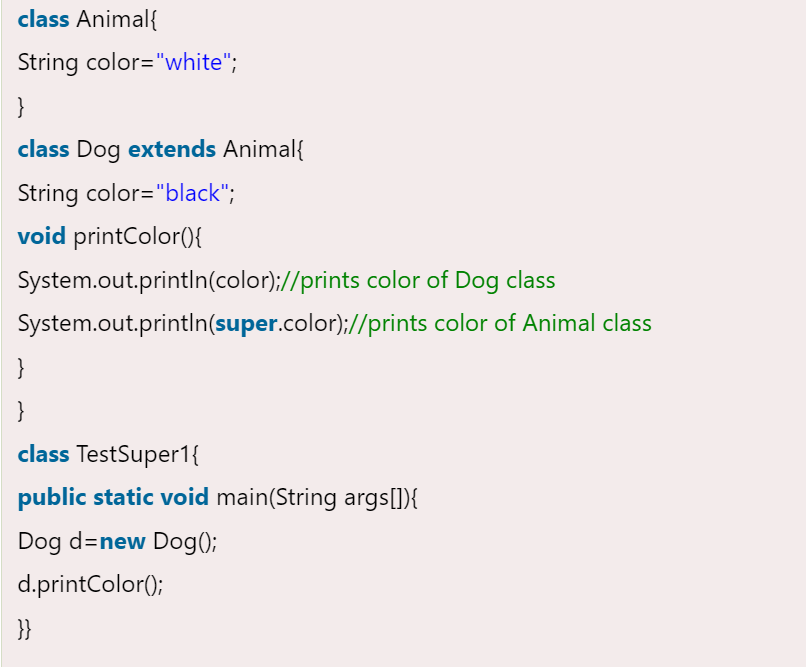 class Animal{
String color="white";
}
class Dog extends Animal{
String color="black";
void printColor(){
System.out.println(color);//prints color of Dog class
System.out.println(super.color);//prints color of Animal class
}
}
class TestSuper1{
public static void main(String args[]){
Dog d=new Dog();
d.printColor();
}}